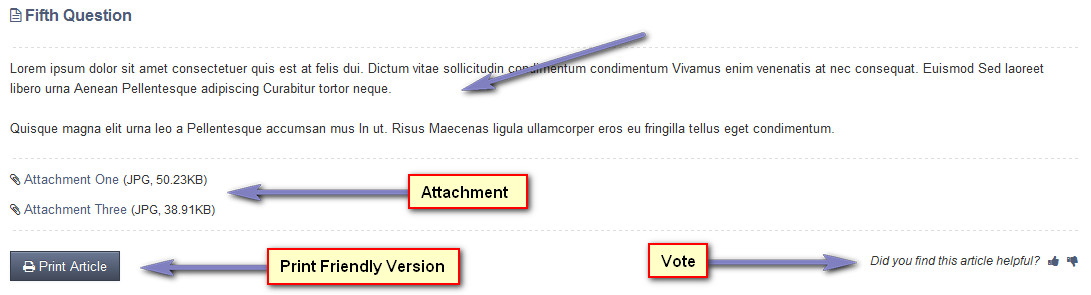 Fifth Question
Lorem ipsum dolor sit amet consectetuer quis est at felis dui. Dictum vitae sollicitudin condimentum condimentum Vivamus enim venenatis at nec consequat. Euismod Sed laoreet
libero urna Aenean Pellentesque adipiscing Curabitur tortor neque.
Quisque magna elit urna leo a Pellentesque accumsan mus In ut. Risus Maecenas ligula ullamcorper eros eu fringilla tellus eget condimentum.
Attachment One (JPG, 50.23KB)
Attachment
Attachment Three (JPG, 38.91KB)
Print Article
Print Friendly Version
Vote
Did you find this article helpful?